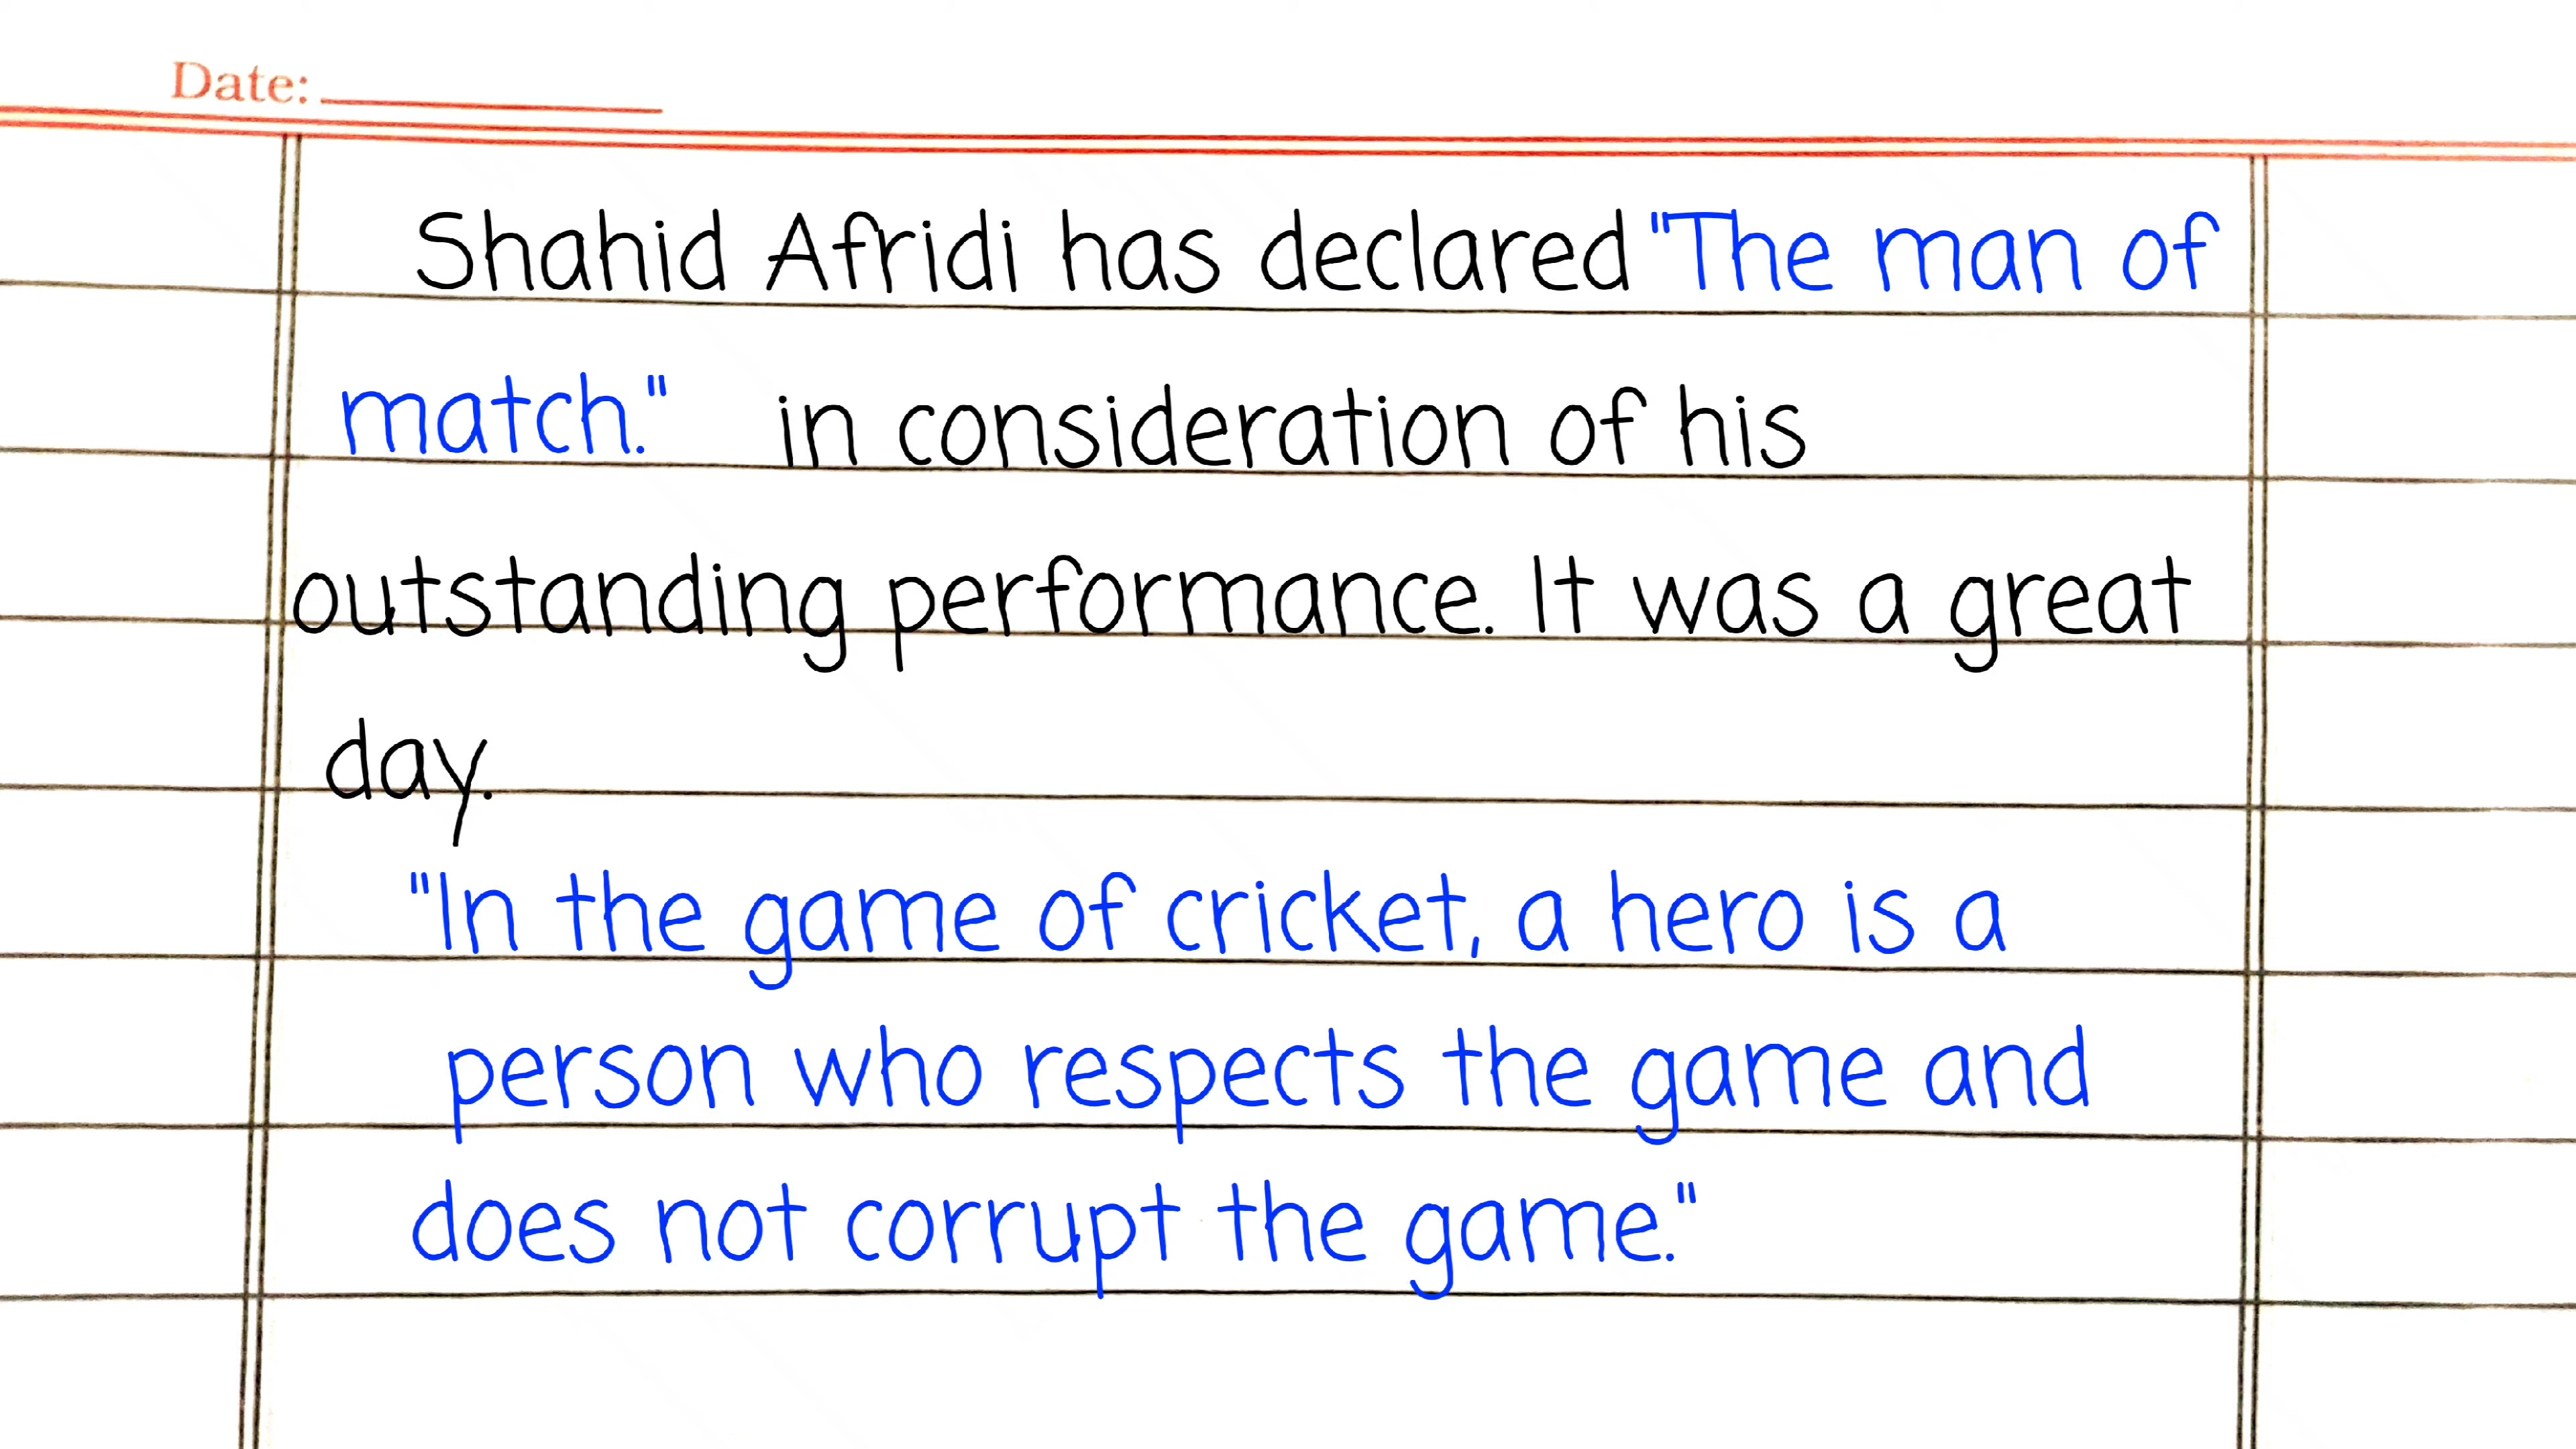 Date:
Shahid Afridi has declared "The man of
match." in consideration of his
outstanding performance. It was a great
day.
"In the game of cricket, a hero is a
person who respects the game and
does not corrupt the game."